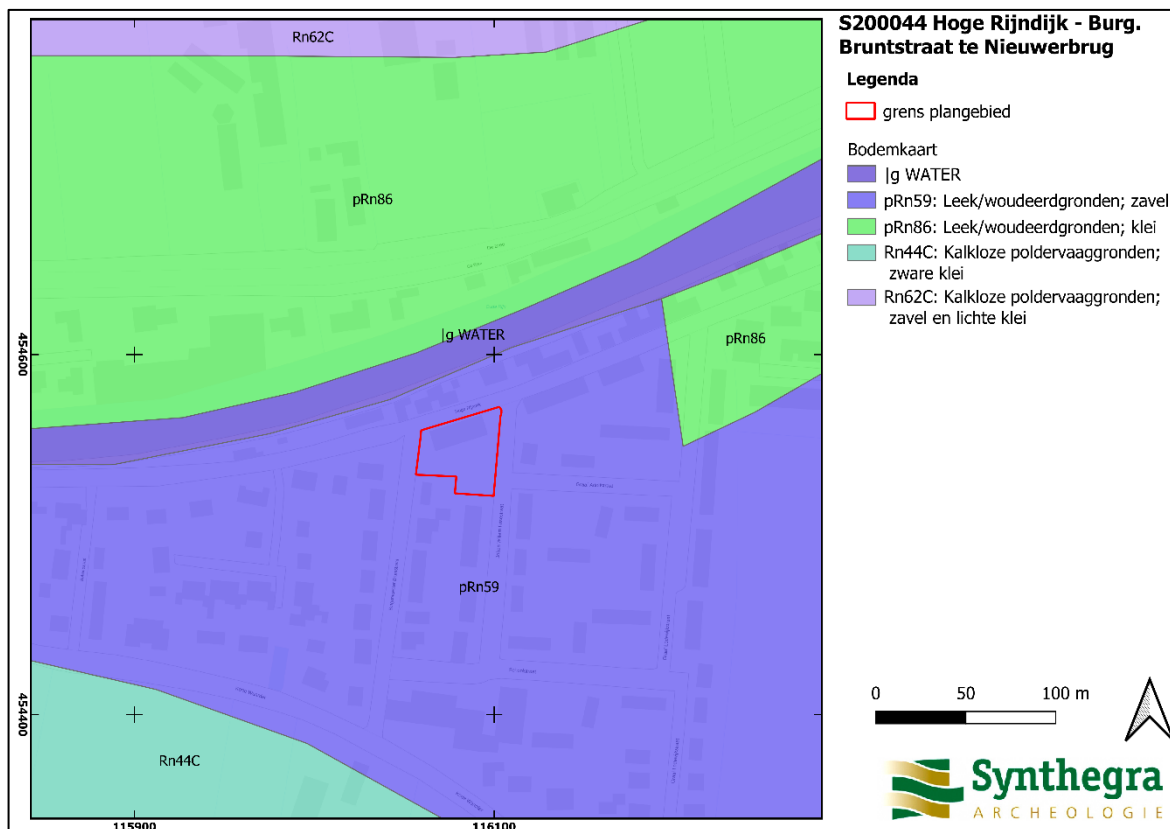 S200044 Hoge Rijndijk - Burg.
Bruntstraat te Nieuwerbrug
Legenda
grens plangebied
Bodemkaart
|g WATER
pRn59: Leek/woudeerdgronden; zavel
pRn86: Leek/woudeerdgronden; klei
Rn44C: Kalkloze poldervaaggronden;
zware klei
Rn62C: Kalkloze poldervaaggronden;
zavel en lichte klei
Rn62C
pRn86
|g WATER
pRn86
pRn59
Rn44C
454600
454400
115900
116100
0 50 100 m
Synthegra
ARCHEOLOGIE